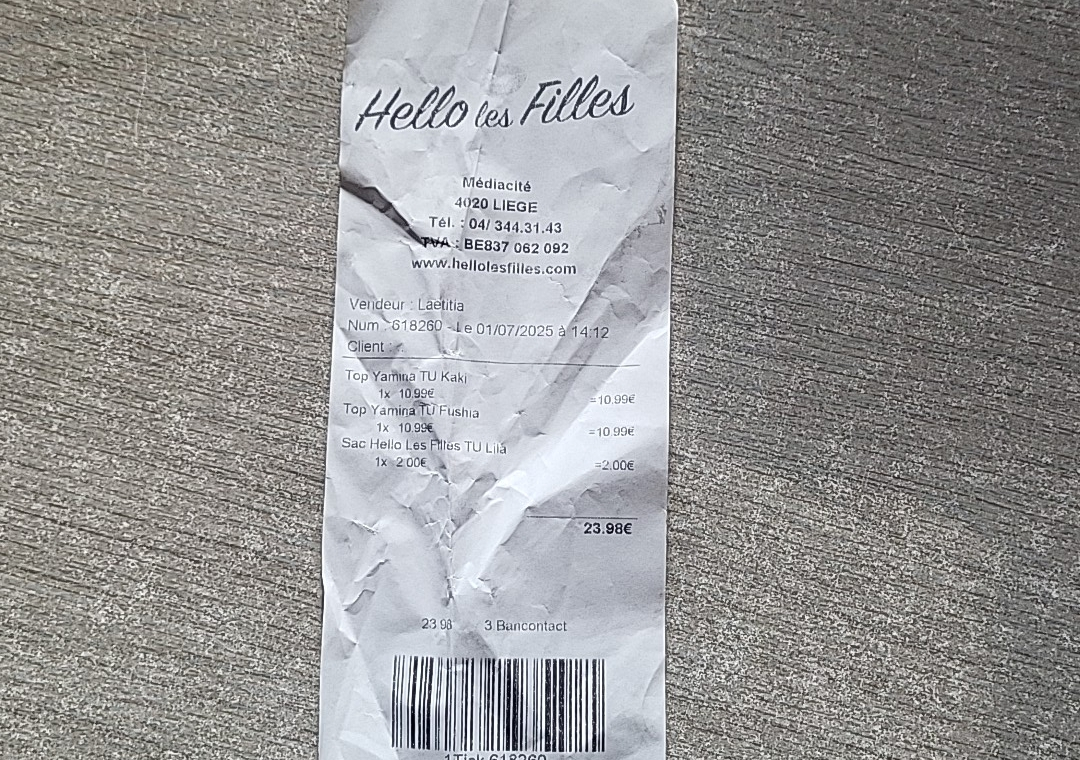 Hello les Filles
Médiacité
4020 LIEGE
Tél. : 04/ 344.31.43
TVA : BE837 062 092
www.hellolesfilles.com
Vendeur : Laetitia
Num : 618260 - Le 01/07/2025 à 14:12
Client :
Top Yamina TU Kaki
1x 10.99€ =10.99€
Top Yamina TU Fushia
1x 10.99€ =10.99€
Sac Hello Les Filles TU Lila
1x 2.00€ =2.00€
23.98€
23.98 3 Bancontact
1Tick 618260